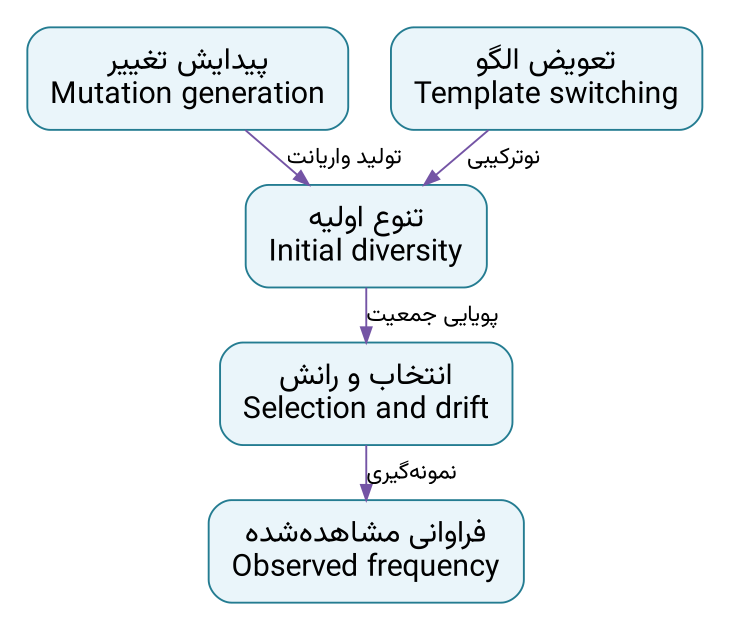 پیدایش تغییر
Mutation generation
تعویض الگو
Template switching
تولید واریانت
نوترکیبی
تنوع اولیه
Initial diversity
پویایی جمعیت
انتخاب و رانش
Selection and drift
نمونه‌گیری
فراوانی مشاهده‌شده
Observed frequency